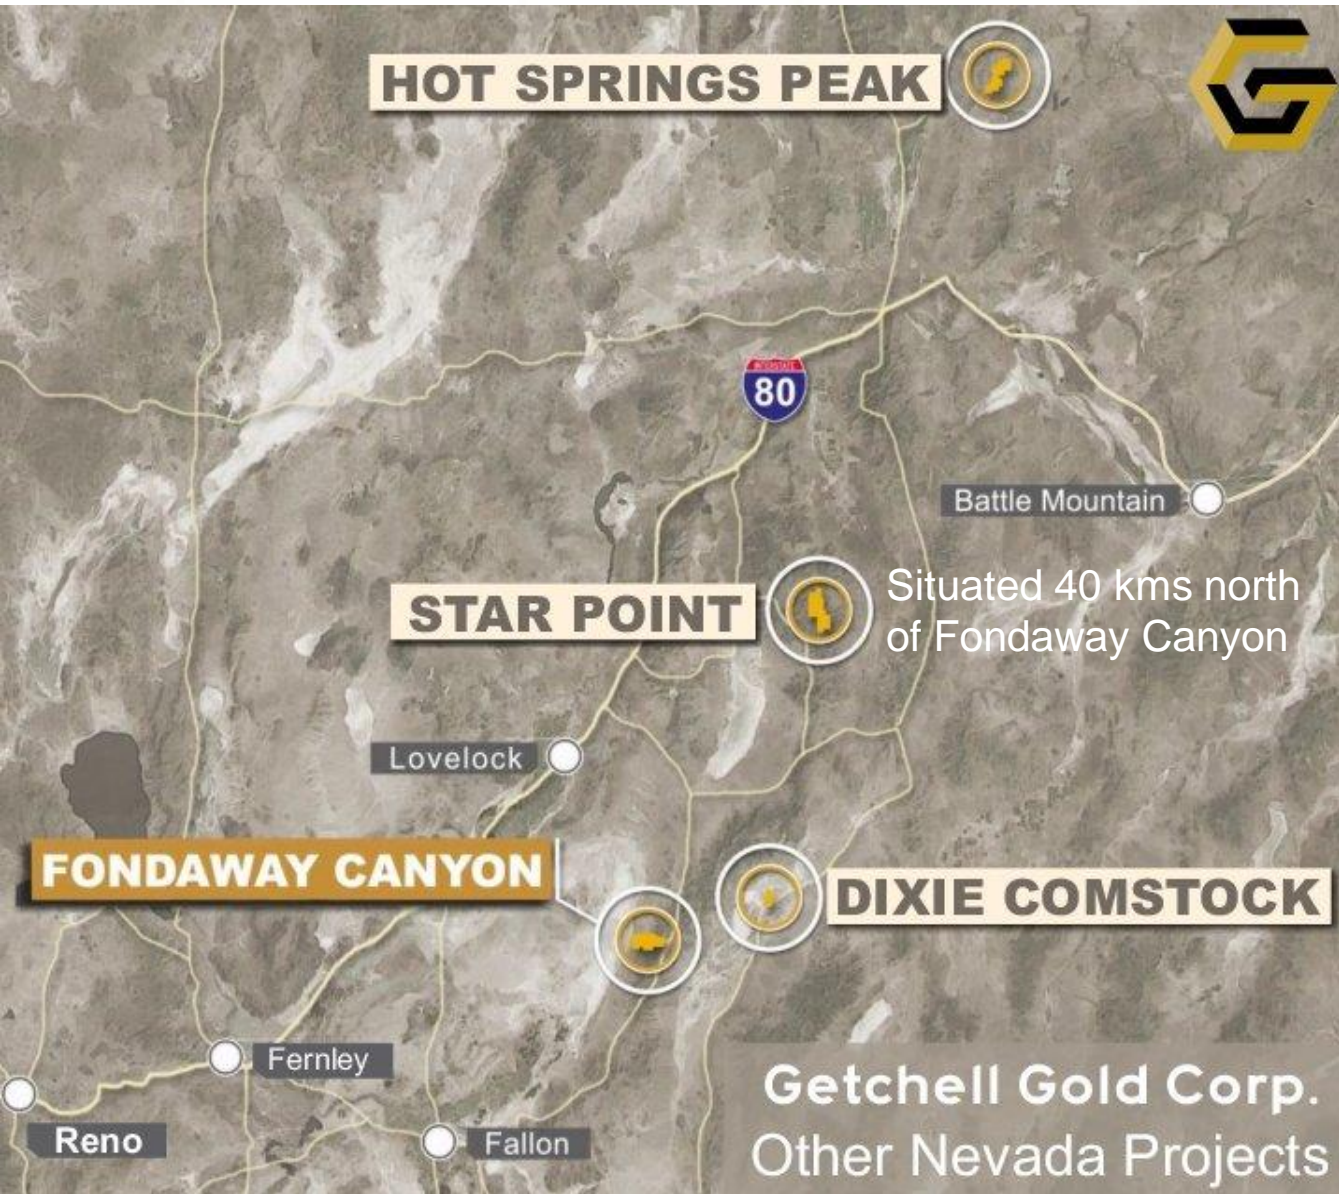 HOT SPRINGS PEAK
INTERSTATE
80
Battle Mountain
STAR POINT
Situated 40 kms north
of Fondaway Canyon
Lovelock
FONDAWAY CANYON
DIXIE COMSTOCK
Fernley
Reno
Fallon
Getchell Gold Corp.
Other Nevada Projects